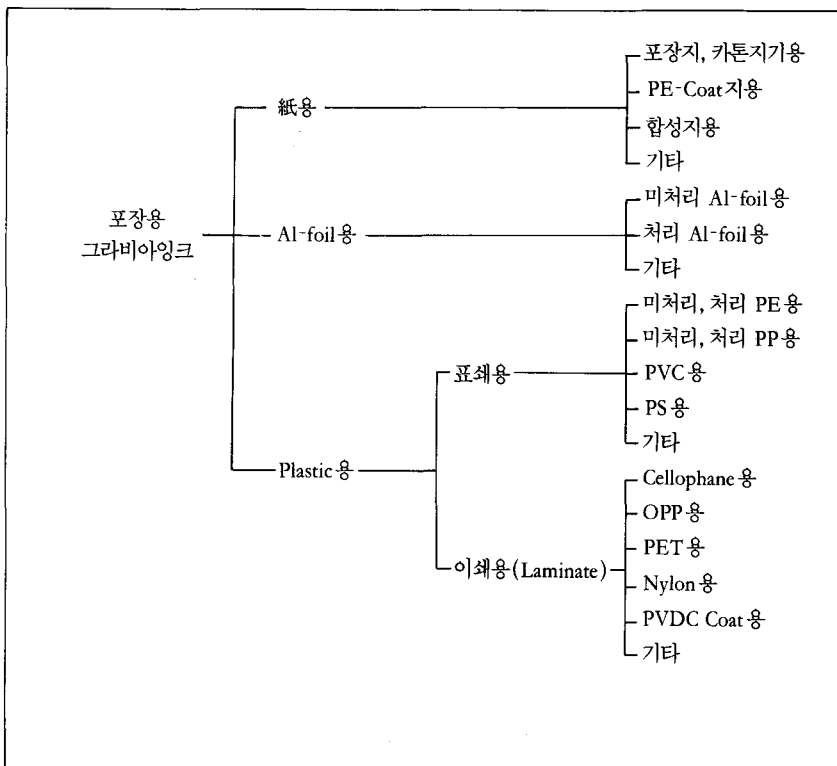 포장용
그라비아잉크
紙용
포장지, 카톤지기용
PE-Coat지용
합성지용
기타
Al-foil용
미처리 Al-foil용
처리 Al-foil용
기타
Plastic용
표쇄용
미처리, 처리 PE용
미처리, 처리 PP용
PVC용
PS용
기타
이쇄용(Laminate)
Cellophane용
OPP용
PET용
Nylon용
PVDC Coat용
기타